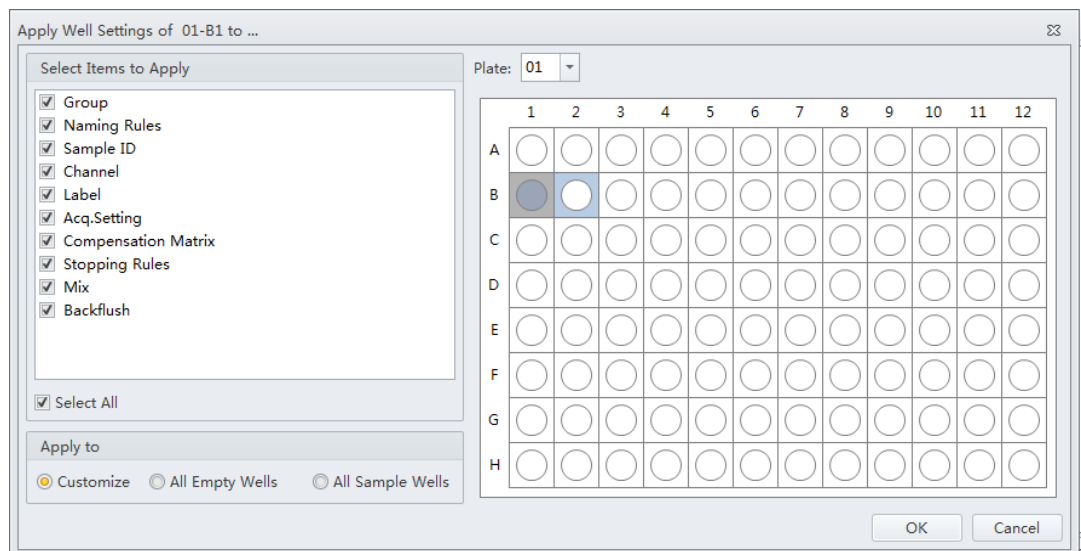 Apply Well Settings of 01-B1 to ...
Select Items to Apply
Group
Naming Rules
Sample ID
Channel
Label
Acq.Setting
Compensation Matrix
Stopping Rules
Mix
Backflush
Select All
Apply to
Customize All Empty Wells All Sample Wells
Plate: 01
1 2 3 4 5 6 7 8 9 10 11 12
A
B
C
D
E
F
G
H
OK Cancel